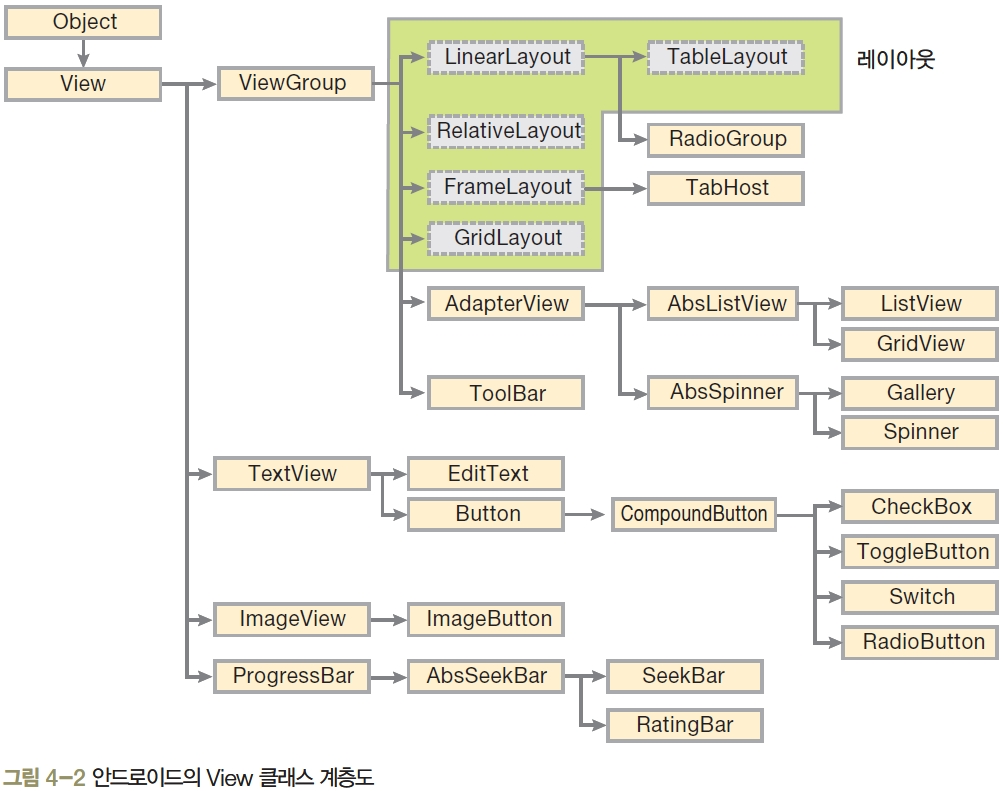 Object
View
ViewGroup
LinearLayout
TableLayout
레이아웃
RelativeLayout
RadioGroup
FrameLayout
TabHost
GridLayout
AdapterView
AbsListView
ListView
GridView
ToolBar
AbsSpinner
Gallery
Spinner
TextView
EditText
Button
CompoundButton
CheckBox
ToggleButton
Switch
RadioButton
ImageView
ImageButton
ProgressBar
AbsSeekBar
SeekBar
RatingBar
그림 4-2 안드로이드의 View 클래스 계층도